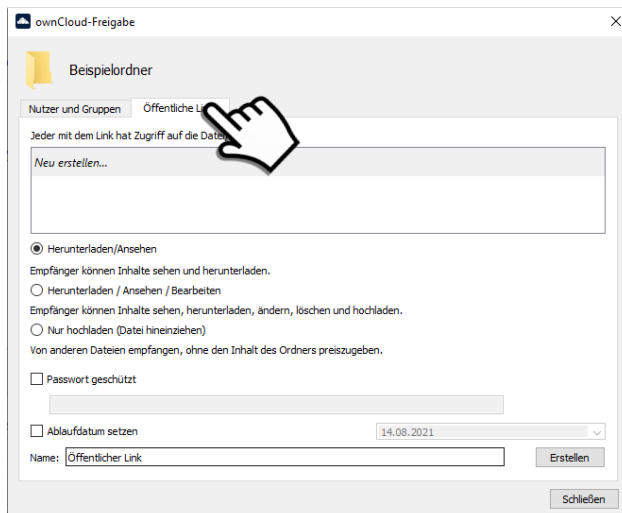 ownCloud-Freigabe
Beispielordner
Nutzer und Gruppen
Öffentliche
Jeder mit dem Link hat Zugriff auf die
Neu erstellen...
Herunterladen/Ansehen
Empfänger können Inhalte sehen und herunterladen.
Herunterladen / Ansehen / Bearbeiten
Empfänger können Inhalte sehen, herunterladen, ändern, löschen und hochladen.
Nur hochladen (Datei hineinziehen)
Von anderen Dateien empfangen, ohne den Inhalt des Ordners preiszugeben.
Passwort geschützt
Ablaufdatum setzen 14.08.2021
Name: Öffentlicher Link Erstellen
Schließen